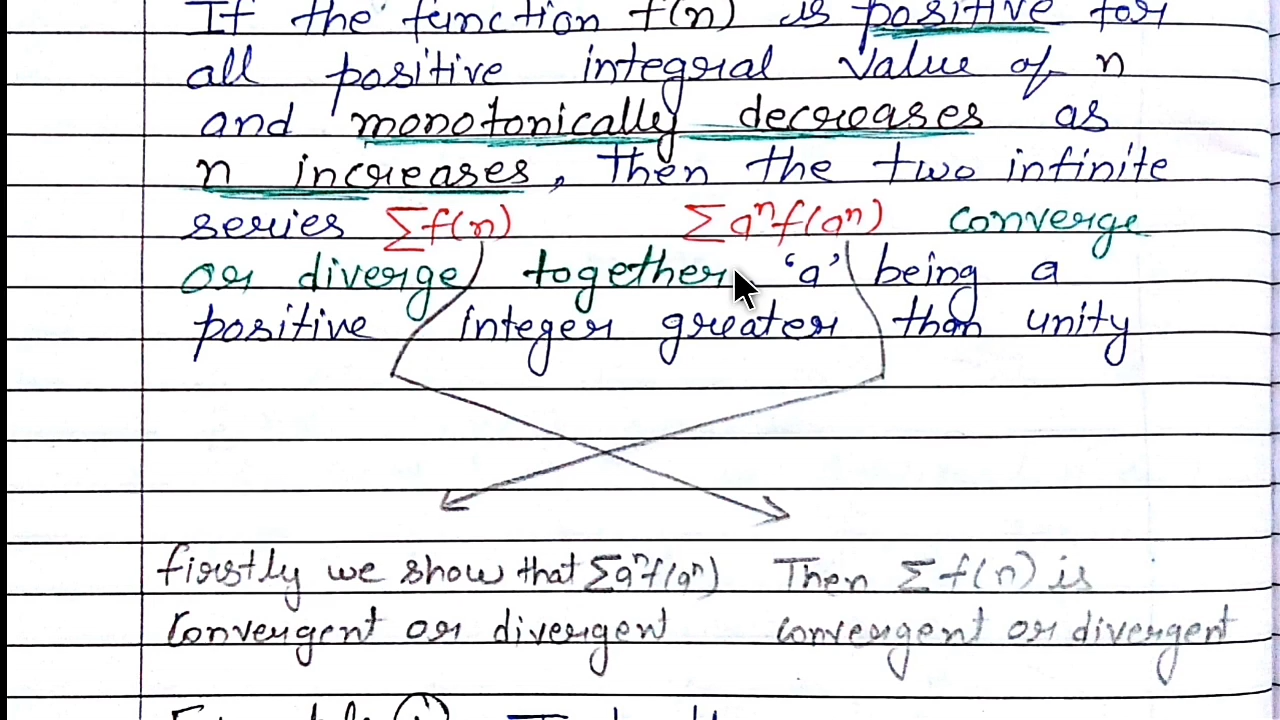 If the function f(n) is positive for
all positive integral value of n
and monotonically decreases as
n increases, then the two infinite
series Σf(n) Σaⁿf(aⁿ) converge
or diverge together 'a' being a
positive integer greater than unity
firstly we show that Σaⁿf(aⁿ) Then Σf(n) is
convergent or divergent convergent or divergent